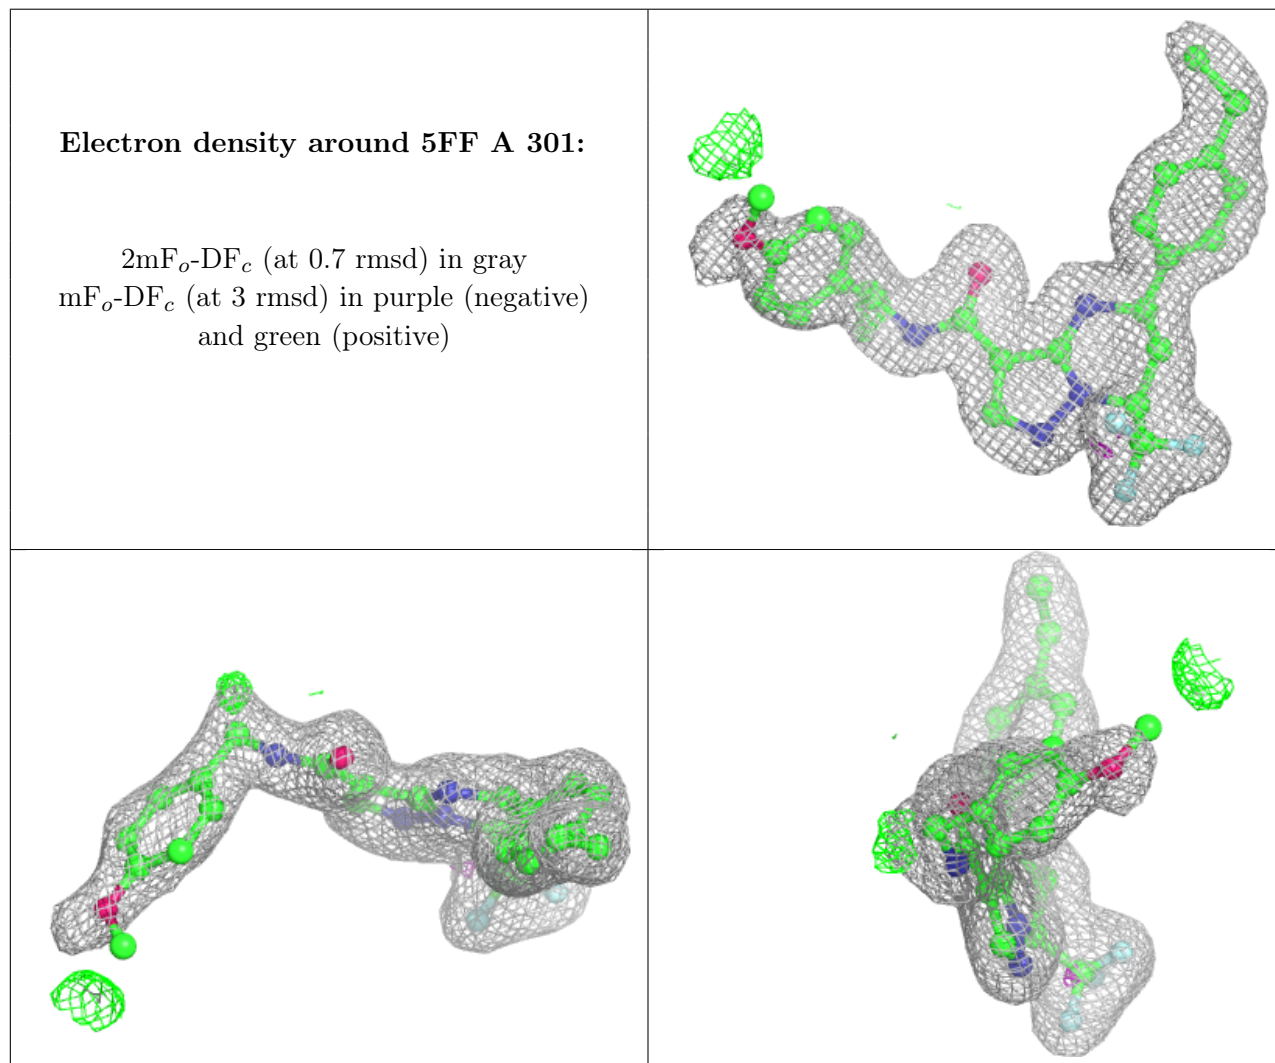 Electron density around 5FF A 301:
2mFo-DFc (at 0.7 rmsd) in gray
mFo-DFc (at 3 rmsd) in purple (negative)
and green (positive)